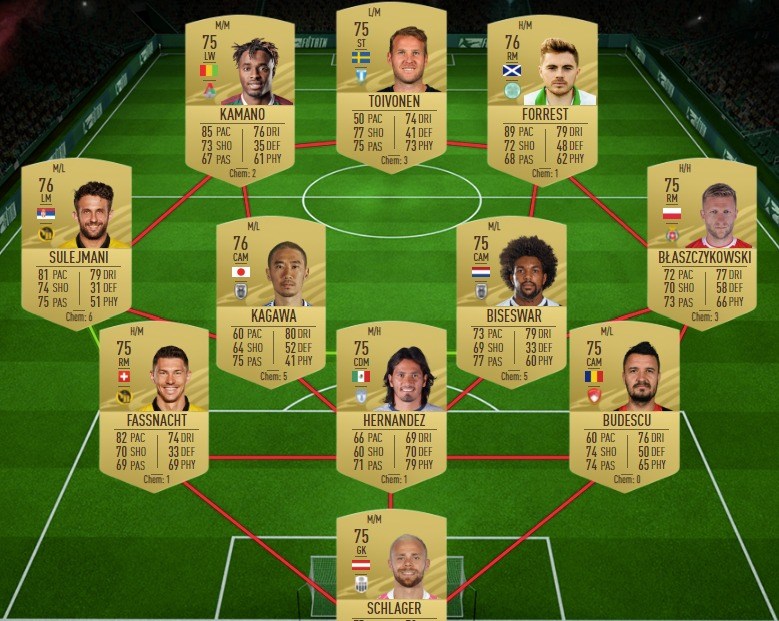 M/M
75
LW
KAMANO
85 PAC 76 DRI
73 SHO 35 DEF
67 PAS 61 PHY
Chem: 2
L/M
75
ST
TOIVONEN
50 PAC 74 DRI
77 SHO 41 DEF
75 PAS 73 PHY
Chem: 3
H/M
76
RM
FORREST
89 PAC 79 DRI
72 SHO 48 DEF
68 PAS 62 PHY
Chem: 1
M/L
76
LM
SULEJMANI
81 PAC 79 DRI
74 SHO 31 DEF
75 PAS 51 PHY
Chem: 6
M/L
76
CAM
KAGAWA
60 PAC 80 DRI
64 SHO 52 DEF
75 PAS 41 PHY
Chem: 5
M/L
75
CAM
BISESWAR
73 PAC 79 DRI
69 SHO 33 DEF
77 PAS 60 PHY
Chem: 5
H/H
75
RM
BŁASZCZYKOWSKI
72 PAC 77 DRI
70 SHO 58 DEF
73 PAS 66 PHY
Chem: 3
H/M
75
RM
FASSNACHT
82 PAC 74 DRI
70 SHO 33 DEF
69 PAS 69 PHY
Chem: 1
M/H
75
CDM
HERNANDEZ
66 PAC 69 DRI
60 SHO 70 DEF
71 PAS 79 PHY
Chem: 1
M/L
75
CAM
BUDESCU
60 PAC 76 DRI
74 SHO 50 DEF
74 PAS 65 PHY
Chem: 0
M/M
75
GK
SCHLAGER